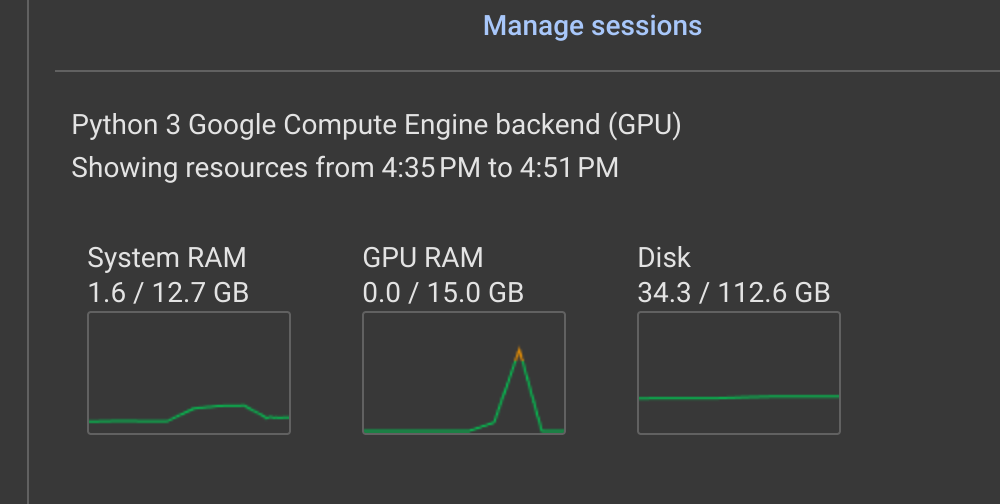 Manage sessions
Python 3 Google Compute Engine backend (GPU)
Showing resources from 4:35 PM to 4:51 PM
System RAM
1.6 / 12.7 GB
GPU RAM
0.0 / 15.0 GB
Disk
34.3 / 112.6 GB